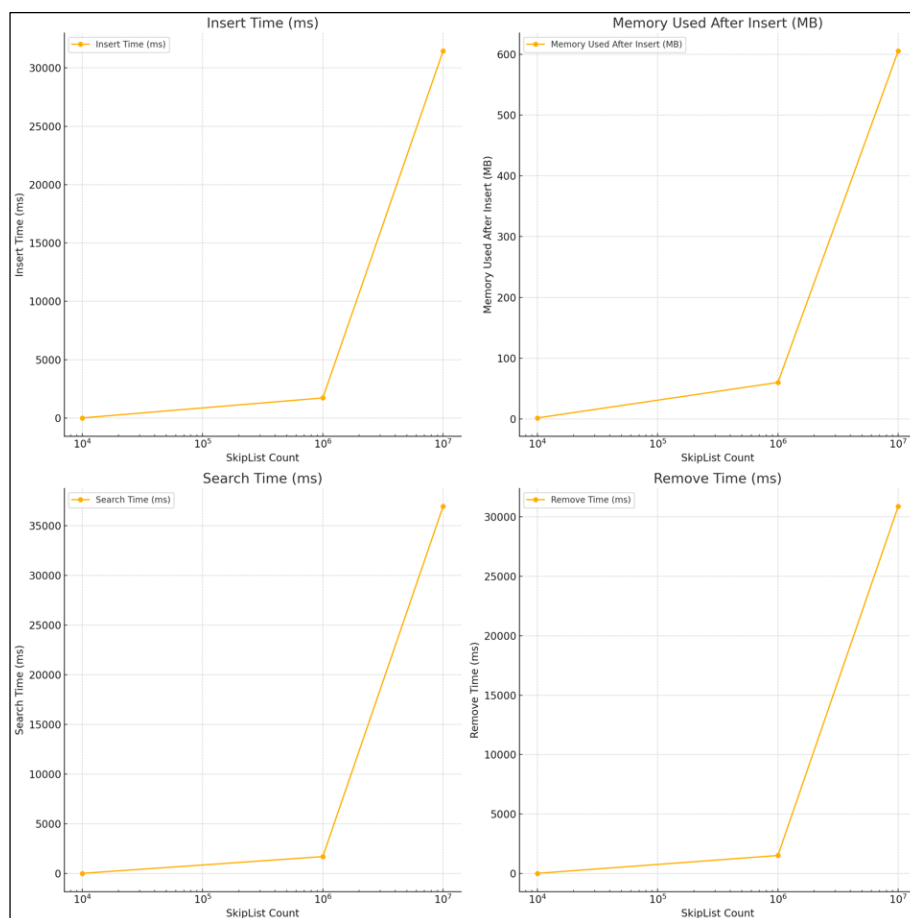 Insert Time (ms)
Insert Time (ms)
30000
25000
20000
15000
10000
5000
0
Insert Time (ms)
10⁴
10⁵
10⁶
10⁷
SkipList Count
Memory Used After Insert (MB)
Memory Used After Insert (MB)
600
500
400
300
200
100
0
Memory Used After Insert (MB)
10⁴
10⁵
10⁶
10⁷
SkipList Count
Search Time (ms)
Search Time (ms)
35000
30000
25000
20000
15000
10000
5000
0
Search Time (ms)
10⁴
10⁵
10⁶
10⁷
SkipList Count
Remove Time (ms)
Remove Time (ms)
30000
25000
20000
15000
10000
5000
0
Remove Time (ms)
10⁴
10⁵
10⁶
10⁷
SkipList Count